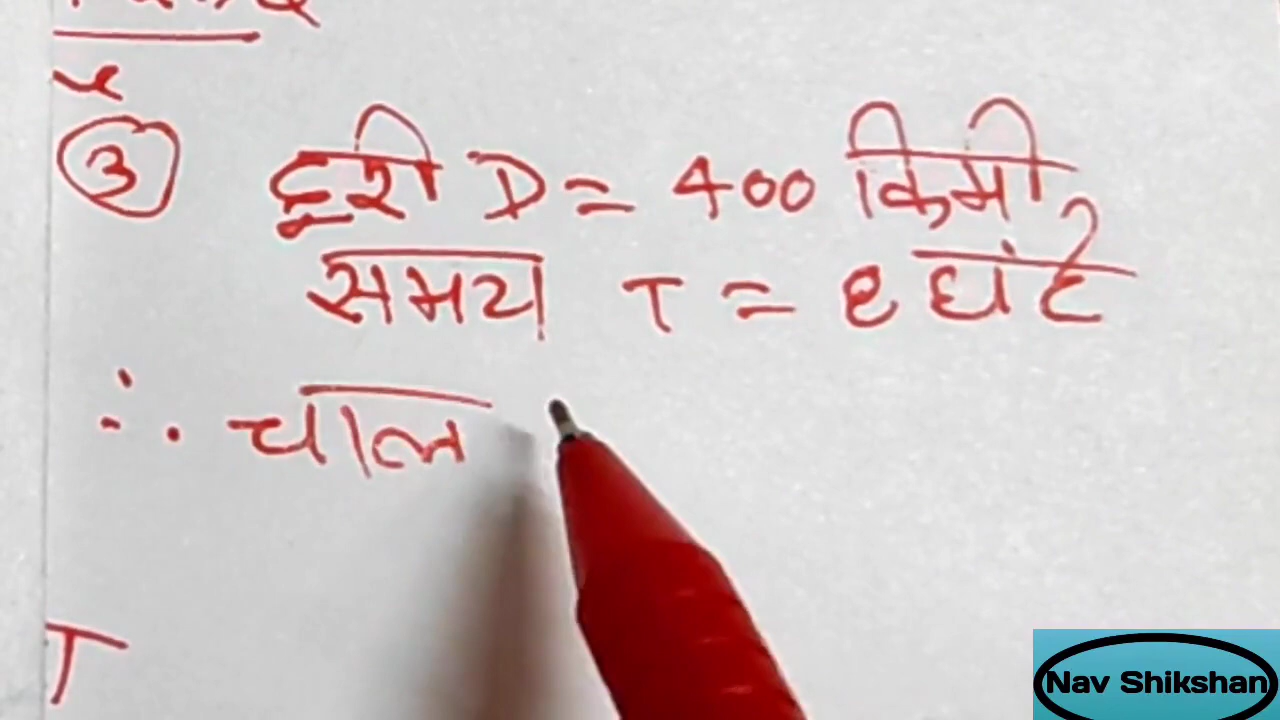 ③ दूरी D = 400 किमी
समय T = 8 घंटे
∴ चाल
T
Nav Shikshan